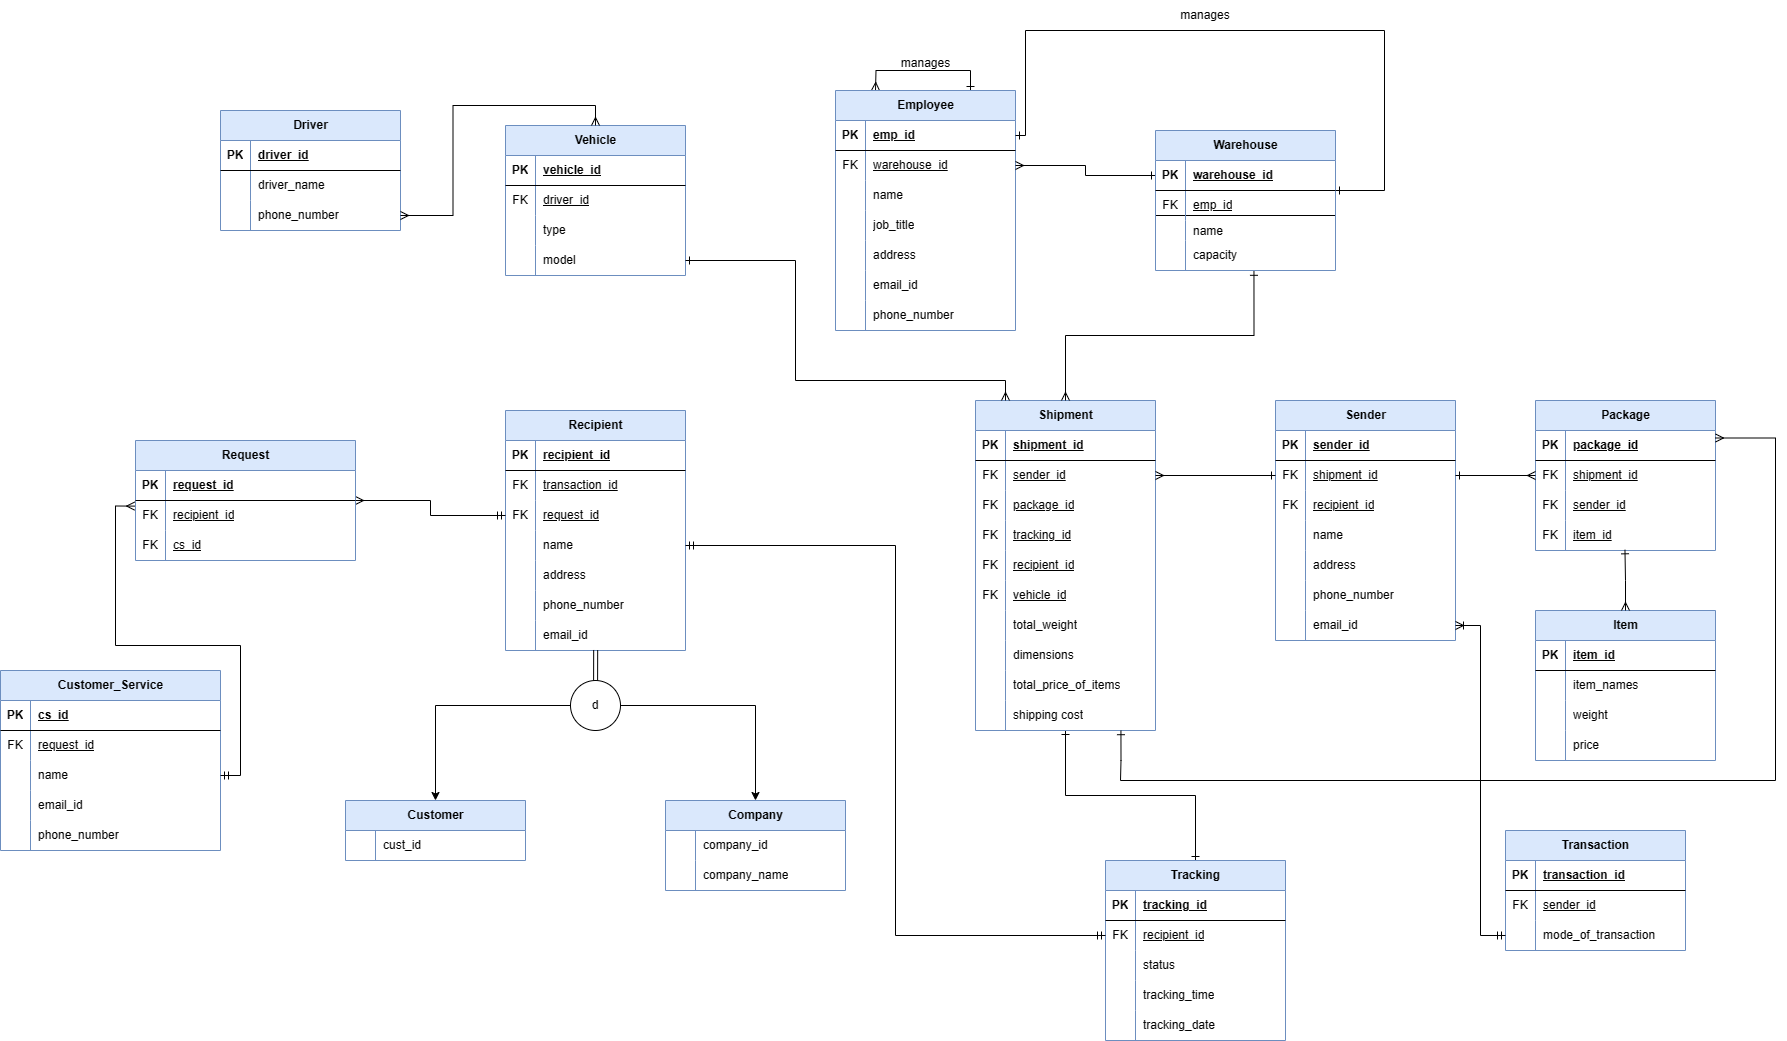 manages
manages
Driver
PK driver_id
driver_name
phone_number
Vehicle
PK vehicle_id
FK driver_id
type
model
Employee
PK emp_id
FK warehouse_id
name
job_title
address
email_id
phone_number
Warehouse
PK warehouse_id
FK emp_id
name
capacity
Request
PK request_id
FK recipient_id
FK cs_id
Recipient
PK recipient_id
FK transaction_id
FK request_id
name
address
phone_number
email_id
Shipment
PK shipment_id
FK sender_id
FK package_id
FK tracking_id
FK recipient_id
FK vehicle_id
total_weight
dimensions
total_price_of_items
shipping cost
Sender
PK sender_id
FK shipment_id
FK recipient_id
name
address
phone_number
email_id
Package
PK package_id
FK shipment_id
FK sender_id
FK item_id
Item
PK item_id
item_names
weight
price
Customer_Service
PK cs_id
FK request_id
name
email_id
phone_number
d
Customer
cust_id
Company
company_id
company_name
Tracking
PK tracking_id
FK recipient_id
status
tracking_time
tracking_date
Transaction
PK transaction_id
FK sender_id
mode_of_transaction